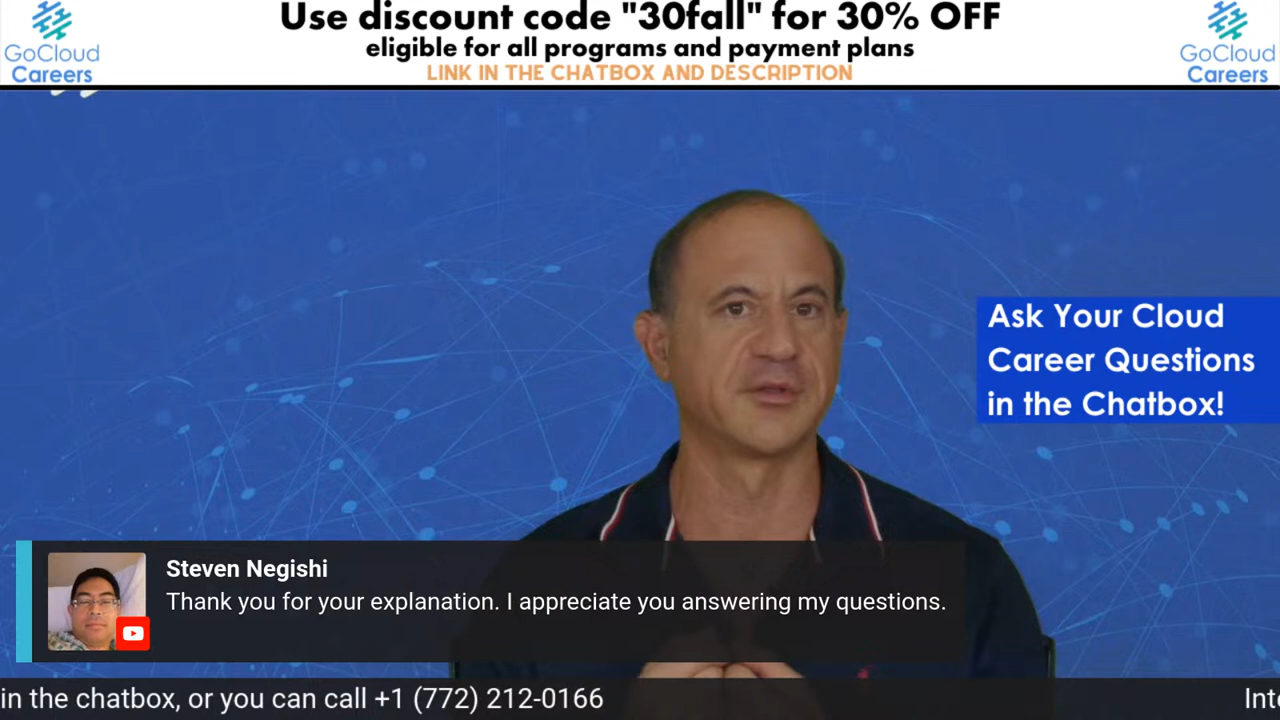 Use discount code "30fall" for 30% OFF
eligible for all programs and payment plans
LINK IN THE CHATBOX AND DESCRIPTION
GoCloud
Careers
GoCloud
Careers
Ask Your Cloud
Career Questions
in the Chatbox!
Steven Negishi
Thank you for your explanation. I appreciate you answering my questions.
in the chatbox, or you can call +1 (772) 212-0166